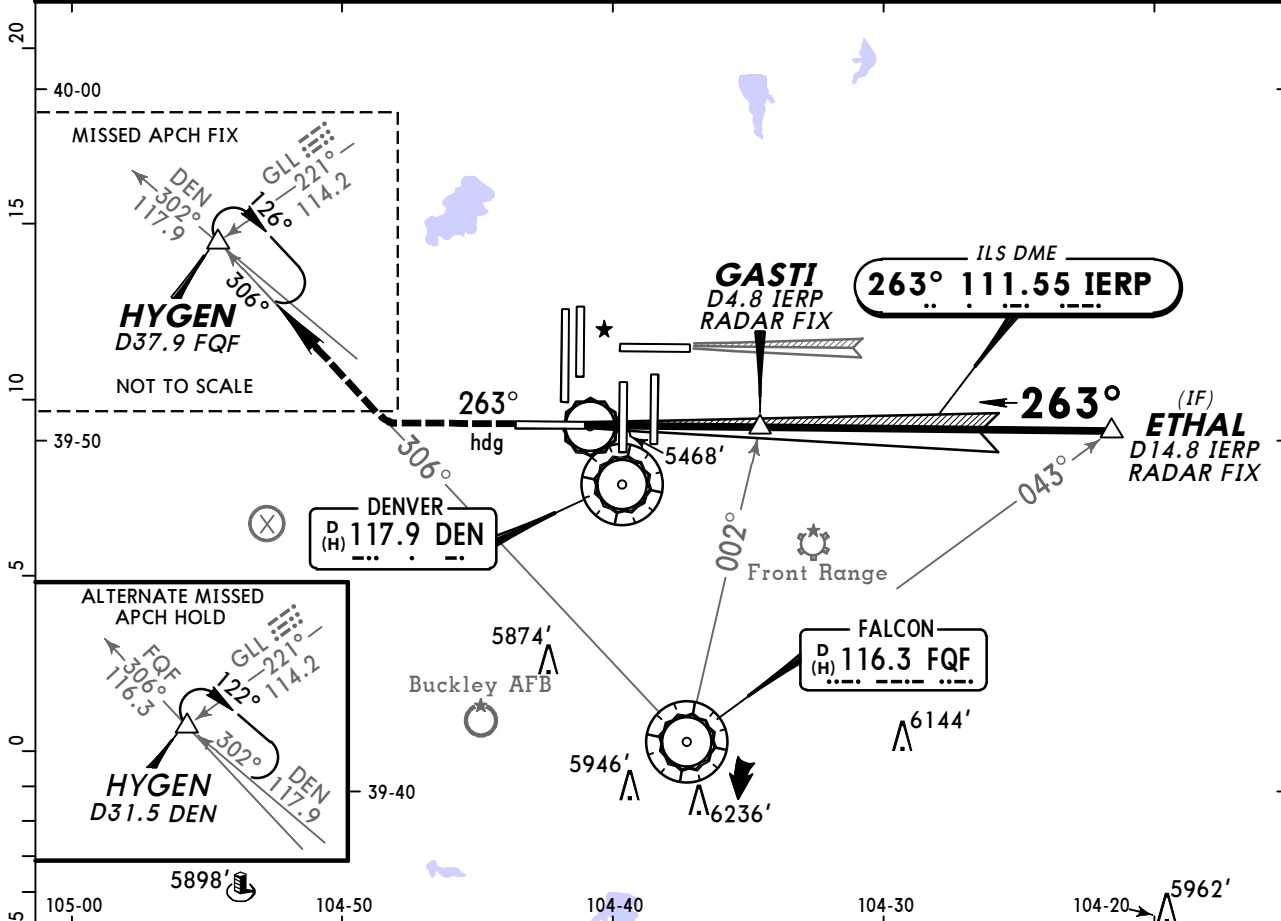 20
40-00
MISSED APCH FIX
DEN
302°
117.9
GLL
221°
114.2
126°
306°
HYGEN
D37.9 FQF
NOT TO SCALE
15
10
39-50
263°
hdg
306°
GASTI
D4.8 IERP
RADAR FIX
ILS DME
263° 111.55 IERP
263°
(IF)
ETHAL
D14.8 IERP
RADAR FIX
5468'
043°
002°
DENVER
D
(H) 117.9 DEN
X
Front Range
5
ALTERNATE MISSED
APCH HOLD
FQF
306°
116.3
GLL
221°
114.2
122°
302°
DEN
117.9
HYGEN
D31.5 DEN
5874'
Buckley AFB
FALCON
D
(H) 116.3 FQF
6144'
0
5946'
6236'
39-40
5898'
5962'
5
105-00
104-50
104-40
104-30
104-20